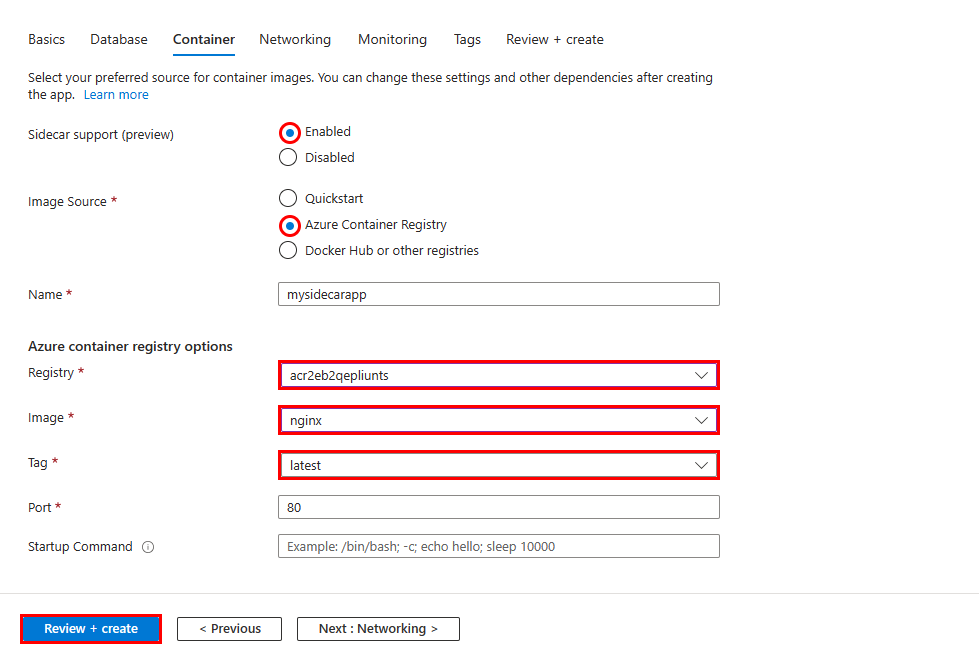 Basics Database Container Networking Monitoring Tags Review + create
Select your preferred source for container images. You can change these settings and other dependencies after creating
the app. Learn more
Sidecar support (preview)
Enabled
Disabled
Image Source *
Quickstart
Azure Container Registry
Docker Hub or other registries
Name * mysidecarapp
Azure container registry options
Registry * acr2eb2qepliunts
Image * nginx
Tag * latest
Port * 80
Startup Command Example: /bin/bash; -c; echo hello; sleep 10000
Review + create < Previous Next : Networking >